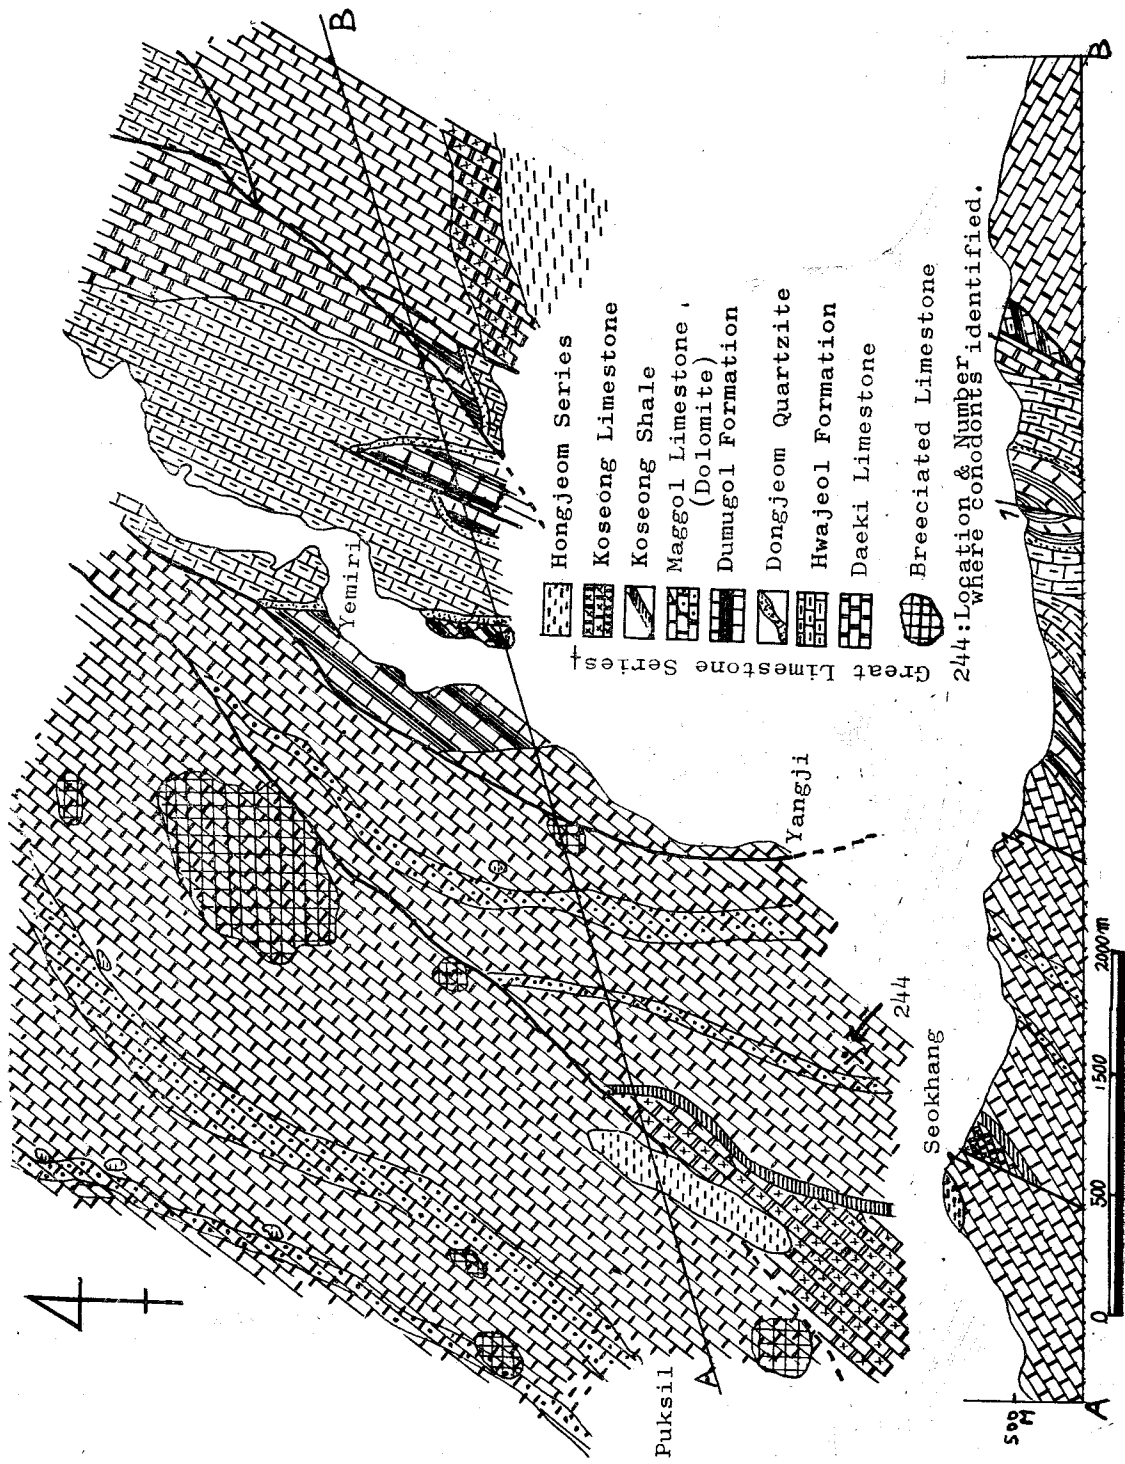 B
Yemiri
Hongjeom Series
Koseong Limestone
Koseong Shale
Maggol Limestone
(Dolomite)
Dumugol Formation
Dongjeom Quartzite
Hwajeol Formation
Daeki Limestone
Breeciated Limestone
Great Limestone Series
244:Location & Number
where conodonts identified.
Yangji
244
Seokhang
Puksil
A
A
B
500
M
0
500
1500
2000m